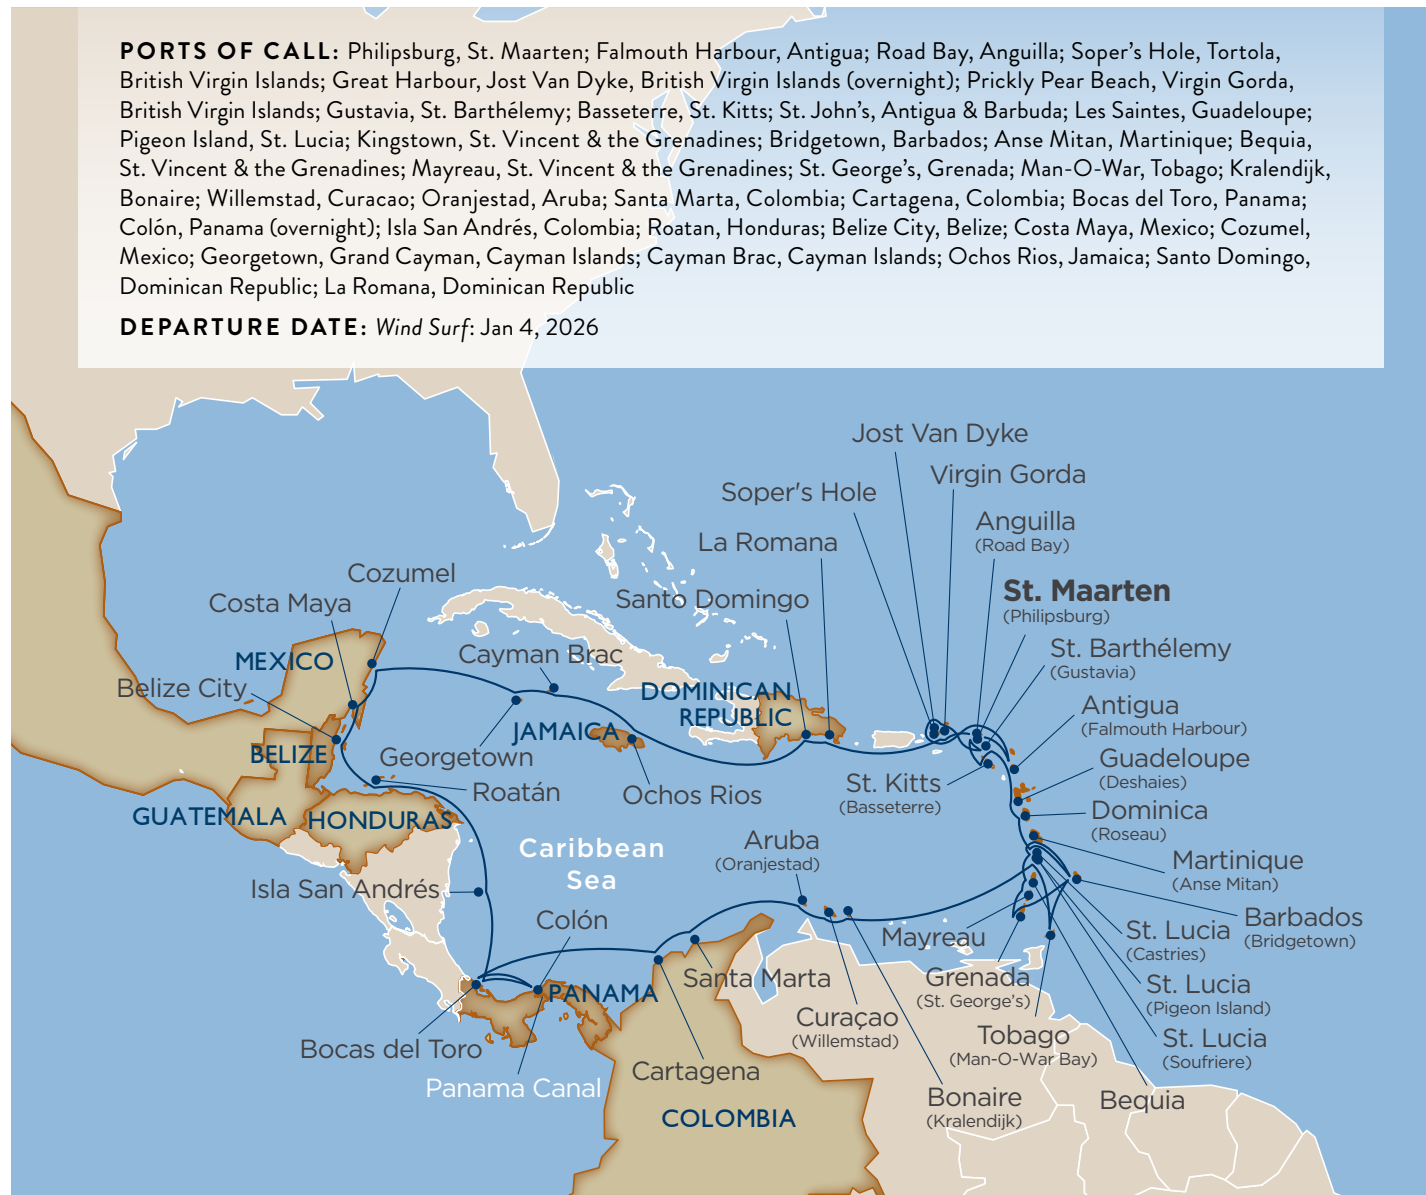 PORTS OF CALL: Philipsburg, St. Maarten; Falmouth Harbour, Antigua; Road Bay, Anguilla; Soper's Hole, Tortola,
British Virgin Islands; Great Harbour, Jost Van Dyke, British Virgin Islands (overnight); Prickly Pear Beach, Virgin Gorda,
British Virgin Islands; Gustavia, St. Barthélemy; Basseterre, St. Kitts; St. John's, Antigua & Barbuda; Les Saintes, Guadeloupe;
Pigeon Island, St. Lucia; Kingstown, St. Vincent & the Grenadines; Bridgetown, Barbados; Anse Mitan, Martinique; Bequia,
St. Vincent & the Grenadines; Mayreau, St. Vincent & the Grenadines; St. George's, Grenada; Man-O-War, Tobago; Kralendijk,
Bonaire; Willemstad, Curacao; Oranjestad, Aruba; Santa Marta, Colombia; Cartagena, Colombia; Bocas del Toro, Panama;
Colón, Panama (overnight); Isla San Andrés, Colombia; Roatan, Honduras; Belize City, Belize; Costa Maya, Mexico; Cozumel,
Mexico; Georgetown, Grand Cayman, Cayman Islands; Cayman Brac, Cayman Islands; Ochos Rios, Jamaica; Santo Domingo,
Dominican Republic; La Romana, Dominican Republic
DEPARTURE DATE: Wind Surf: Jan 4, 2026
Jost Van Dyke
Virgin Gorda
Soper's Hole
Anguilla
(Road Bay)
La Romana
Cozumel
St. Maarten
(Philipsburg)
Costa Maya
Santo Domingo
St. Barthélemy
(Gustavia)
MEXICO
Cayman Brac
Belize City
DOMINICAN
REPUBLIC
Antigua
(Falmouth Harbour)
JAMAICA
BELIZE
Georgetown
Guadeloupe
(Deshaies)
St. Kitts
(Basseterre)
Roatán
Ochos Rios
Dominica
(Roseau)
GUATEMALA
HONDURAS
Caribbean
Sea
Aruba
(Oranjestad)
Martinique
(Anse Mitan)
Isla San Andrés
Colón
Barbados
(Bridgetown)
Mayreau
St. Lucia
(Castries)
Santa Marta
Grenada
(St. George's)
St. Lucia
(Pigeon Island)
PANAMA
Curaçao
(Willemstad)
Tobago
(Man-O-War Bay)
St. Lucia
(Soufriere)
Bocas del Toro
Cartagena
Panama Canal
Bonaire
(Kralendijk)
Bequia
COLOMBIA